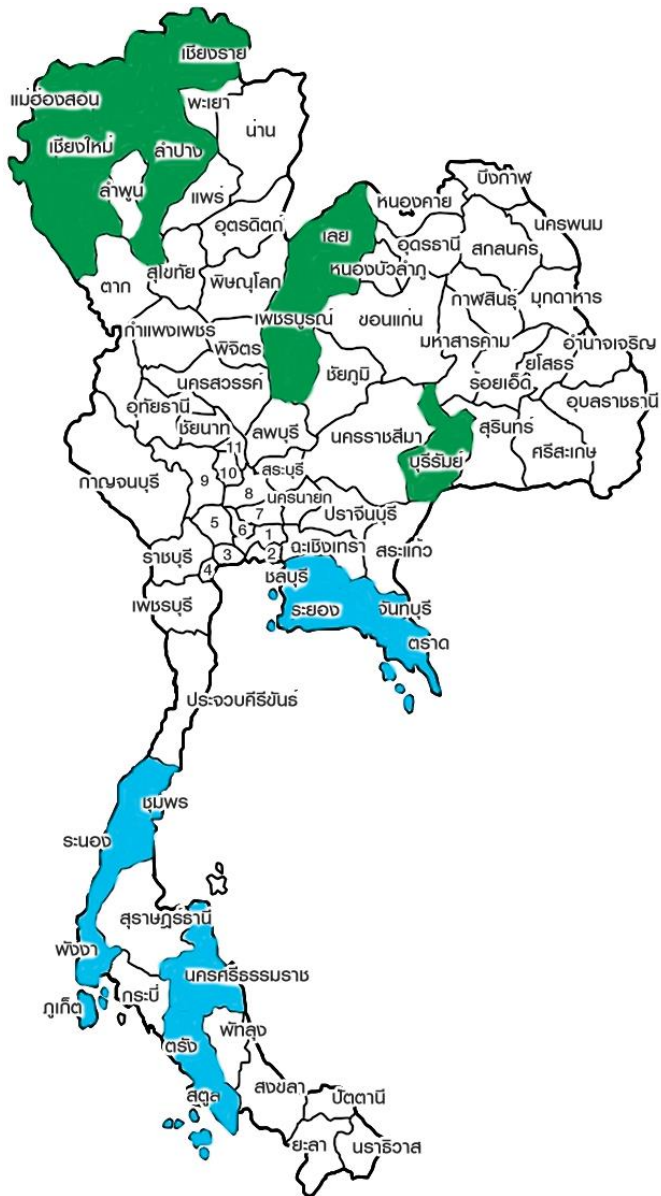 เชียงราย
แม่ฮ่องสอน
พะเยา
น่าน
เชียงใหม่
ลำปาง
ลำพูน
แพร่
อุตรดิตถ์
บึงกาฬ
หนองคาย
นครพนม
เลย
อุดรธานี
สกลนคร
หนองบัวลำภู
ตาก
สุโขทัย
พิษณุโลก
กาฬสินธุ์
มุกดาหาร
กำแพงเพชร
เพชรบูรณ์
ขอนแก่น
พิจิตร
มหาสารคาม
อำนาจเจริญ
ยโสธร
ชัยภูมิ
ร้อยเอ็ด
นครสวรรค์
อุบลราชธานี
อุทัยธานี
ชัยนาท
ลพบุรี
นครราชสีมา
สุรินทร์
ศรีสะเกษ
บุรีรัมย์
11
10
สระบุรี
กาญจนบุรี
9
8
นครนายก
7
ปราจีนบุรี
5
6
1
ฉะเชิงเทรา
สระแก้ว
ราชบุรี
3
2
4
ชลบุรี
เพชรบุรี
ระยอง
จันทบุรี
ตราด
ประจวบคีรีขันธ์
ชุมพร
ระนอง
สุราษฎร์ธานี
พังงา
นครศรีธรรมราช
กระบี่
ภูเก็ต
พัทลุง
ตรัง
สตูล
สงขลา
ปัตตานี
ยะลา
นราธิวาส